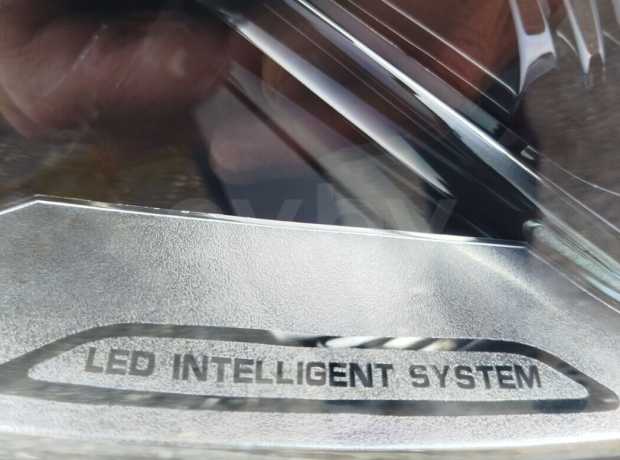 LED INTELLIGENT SYSTEM